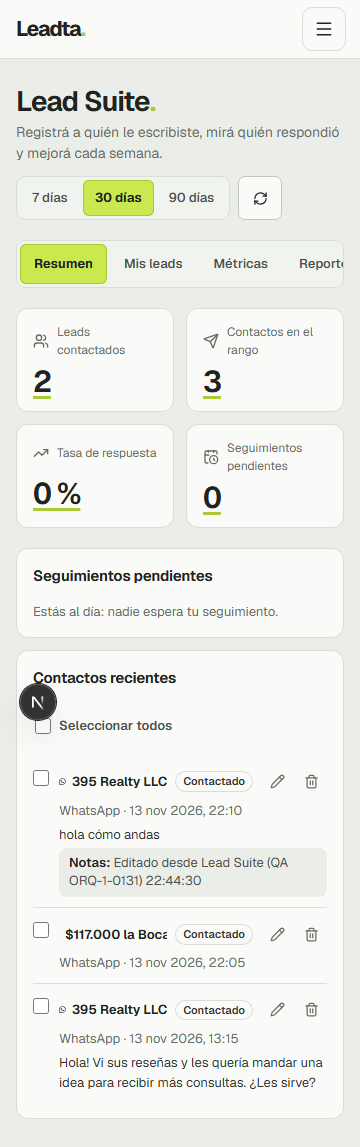 Leadta.
Lead Suite.
Registrá a quién le escribiste, mirá quién respondió
y mejorá cada semana.
7 días
30 días
90 días
Resumen
Mis leads
Métricas
Reporte
Leads
contactados
2
Contactos en el
rango
3
Tasa de respuesta
0 %
Seguimientos
pendientes
0
Seguimientos pendientes
Estás al día: nadie espera tu seguimiento.
Contactos recientes
N
Seleccionar todos
395 Realty LLC
Contactado
WhatsApp · 13 nov 2026, 22:10
hola cómo andas
Notas: Editado desde Lead Suite (QA
ORQ-1-0131) 22:44:30
$117.000 la Boca
Contactado
WhatsApp · 13 nov 2026, 22:05
395 Realty LLC
Contactado
WhatsApp · 13 nov 2026, 13:15
Hola! Vi sus reseñas y les quería mandar una
idea para recibir más consultas. ¿Les sirve?